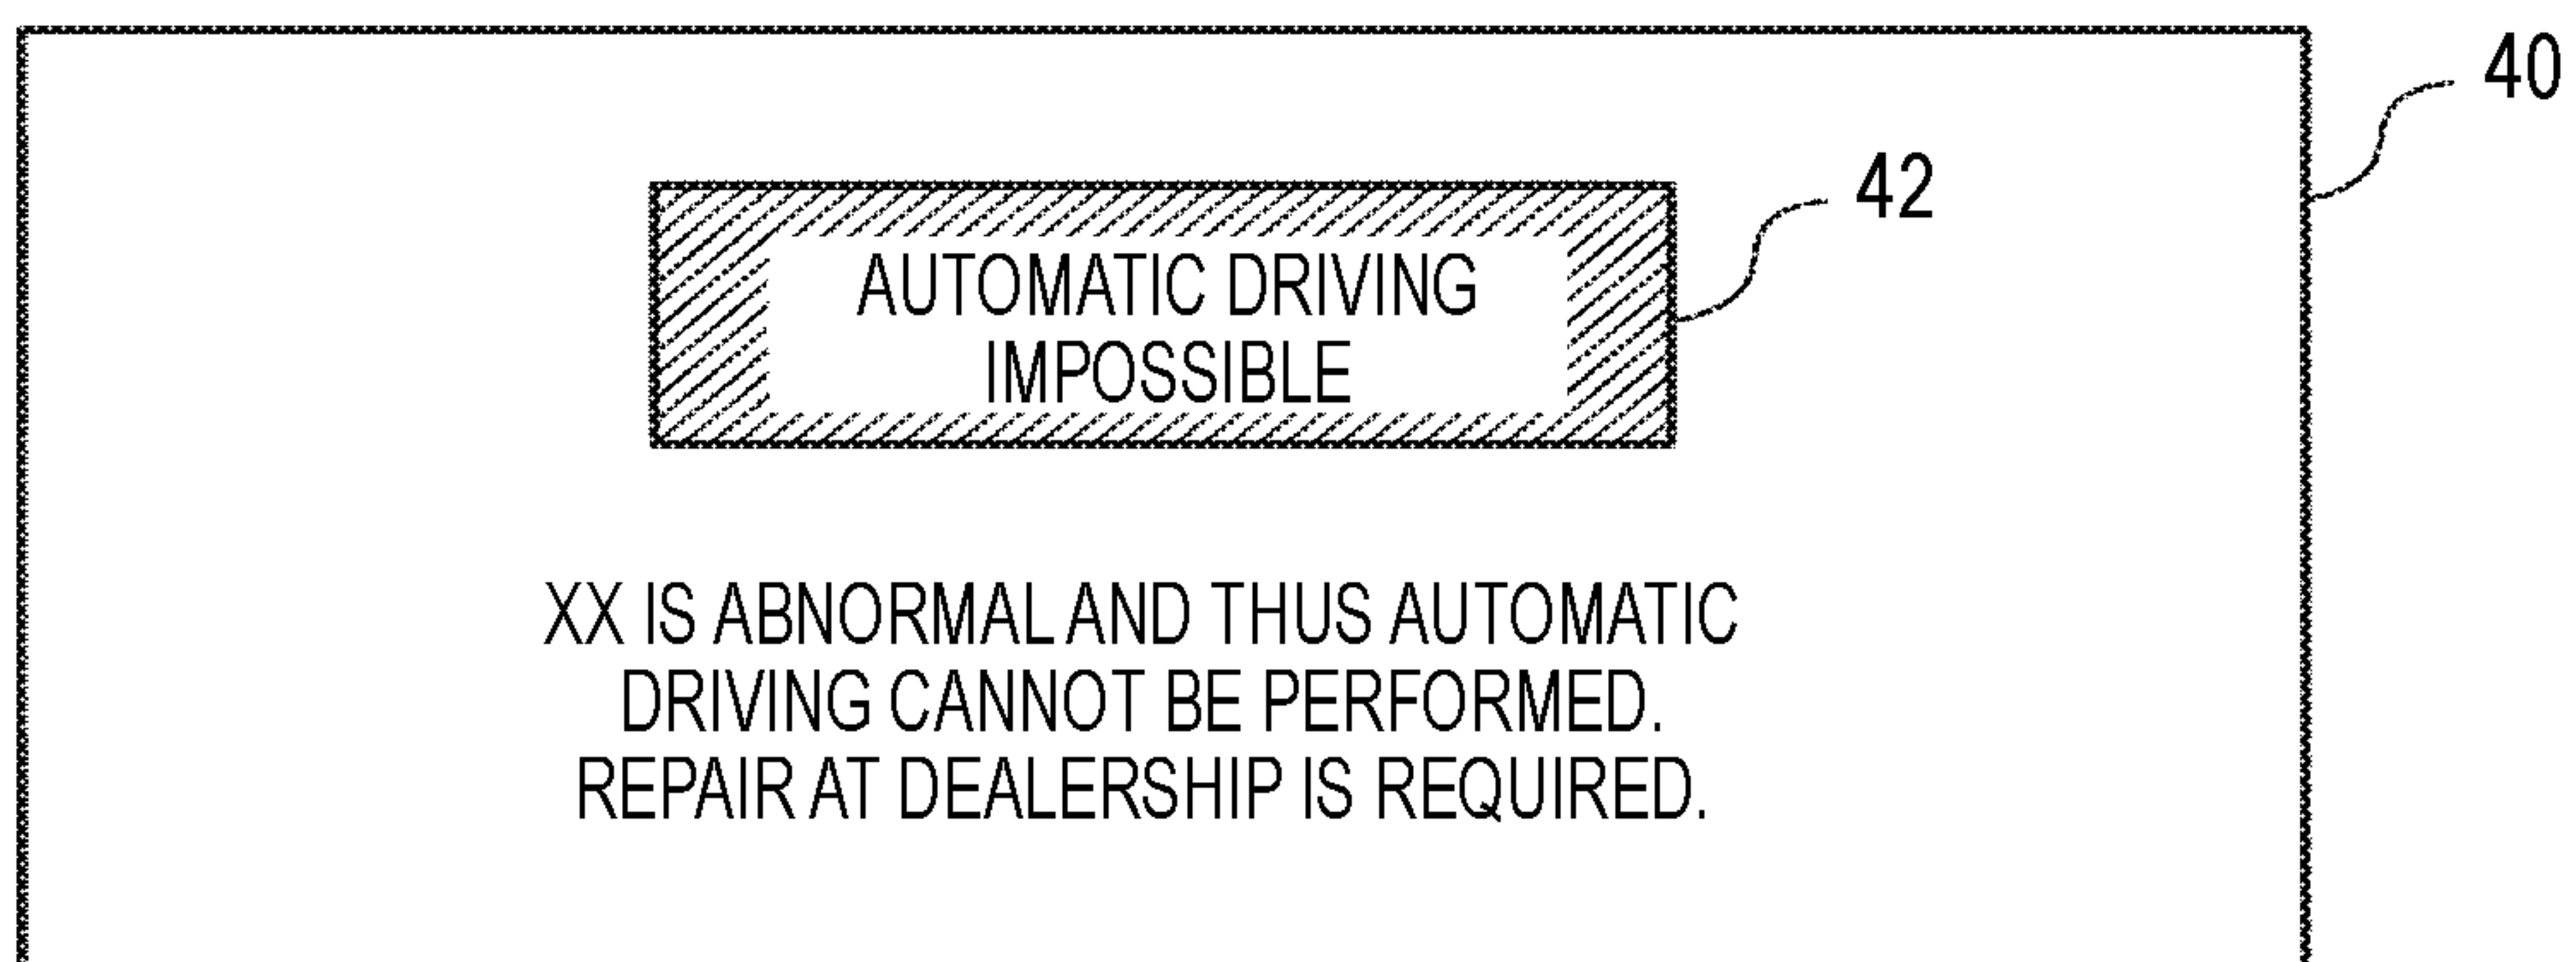 40
42
AUTOMATIC DRIVING
IMPOSSIBLE
XX IS ABNORMAL AND THUS AUTOMATIC
DRIVING CANNOT BE PERFORMED.
REPAIR AT DEALERSHIP IS REQUIRED.